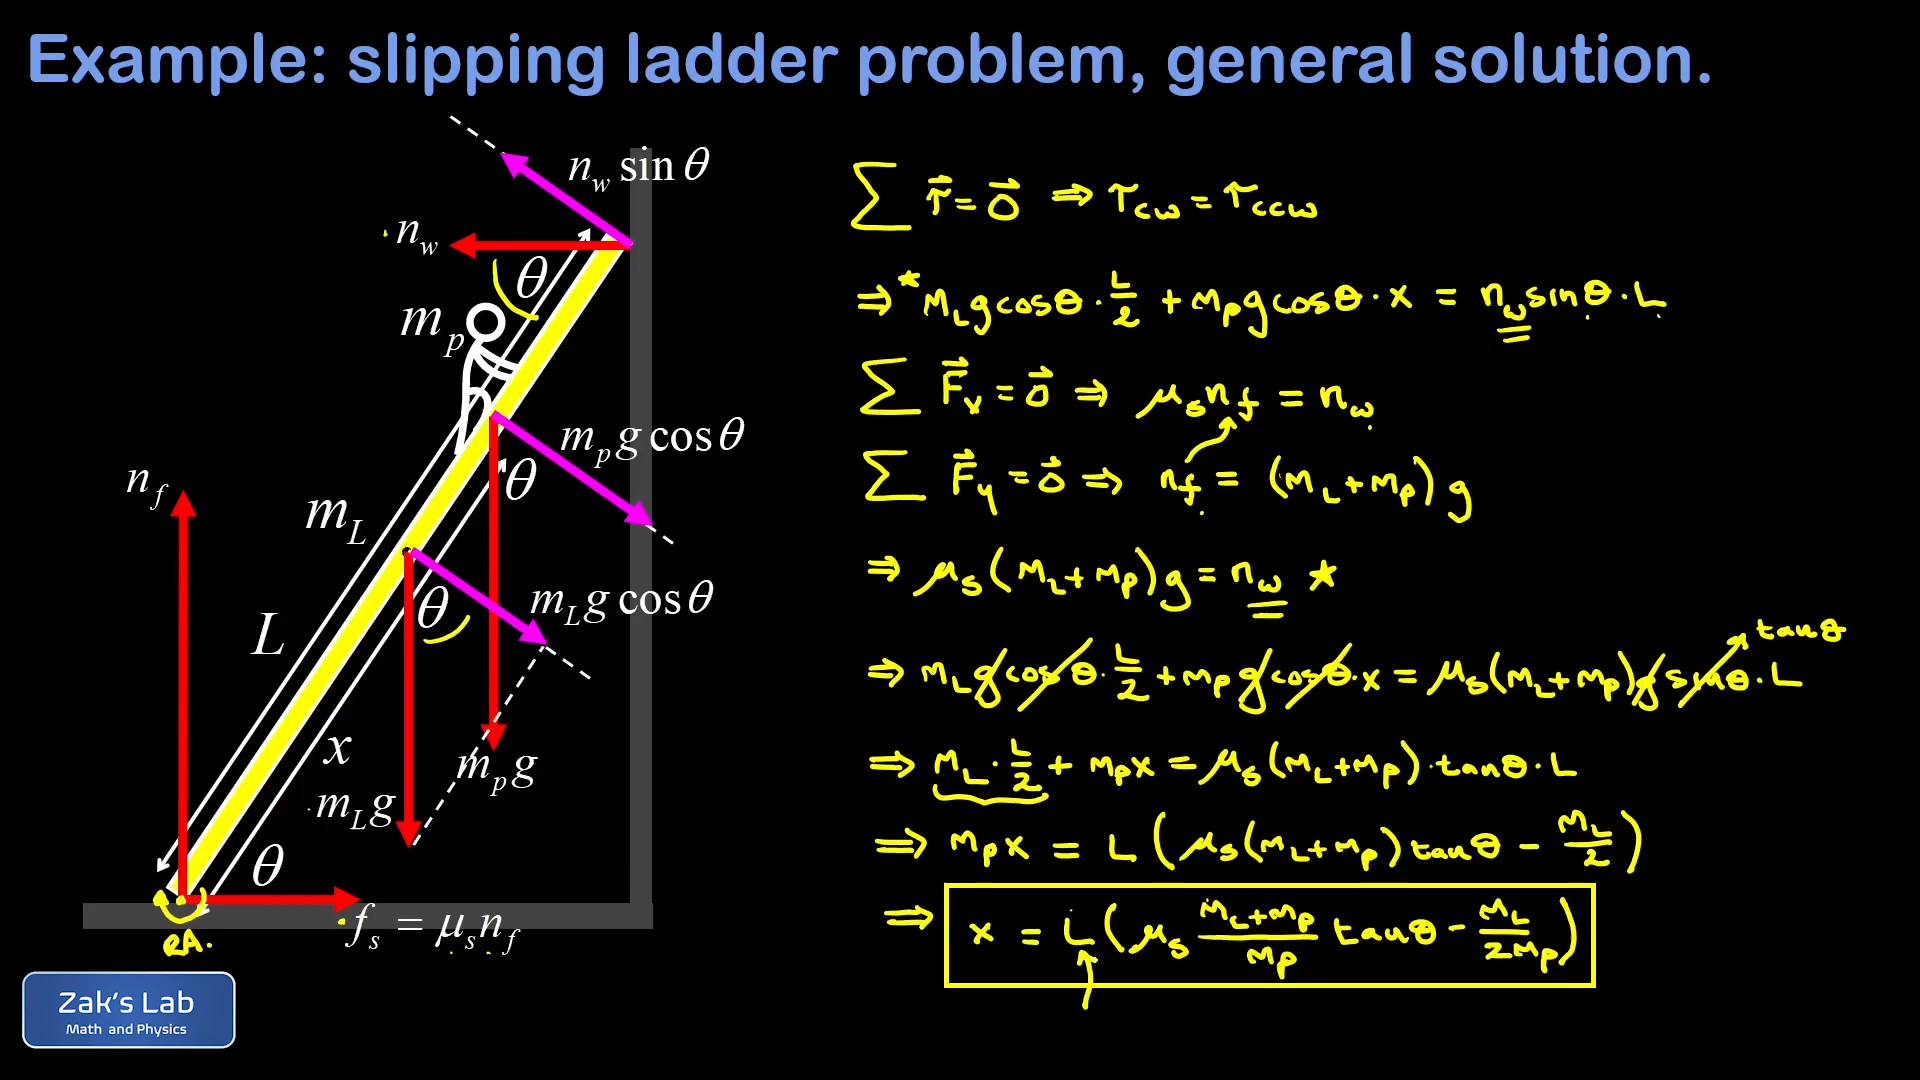 Example: slipping ladder problem, general solution.
n_w sin θ
n_w
θ
m_p
m_p g cos θ
θ
n_f
m_L
m_L g cos θ
θ
L
x
m_p g
m_L g
θ
f_s = μ_s n_f
RA.
∑ τ⃗ = 0⃗ ⇒ τ_cw = τ_ccw
⇒ * m_L g cosθ · L/2 + m_p g cosθ · x = n_w sinθ · L
∑ F⃗_x = 0⃗ ⇒ μ_s n_f = n_w
∑ F⃗_y = 0⃗ ⇒ n_f = (m_L + m_p) g
⇒ μ_s (m_L + m_p) g = n_w ★
tanθ
⇒ m_L g cosθ · L/2 + m_p g cosθ · x = μ_s (m_L + m_p) g sinθ · L
⇒ m_L · L/2 + m_p x = μ_s (m_L + m_p) · tanθ · L
⇒ m_p x = L (μ_s (m_L + m_p) tanθ − m_L/2)
⇒ x = L (μ_s (m_L + m_p)/m_p tanθ − m_L/2m_p)
Zak's Lab
Math and Physics